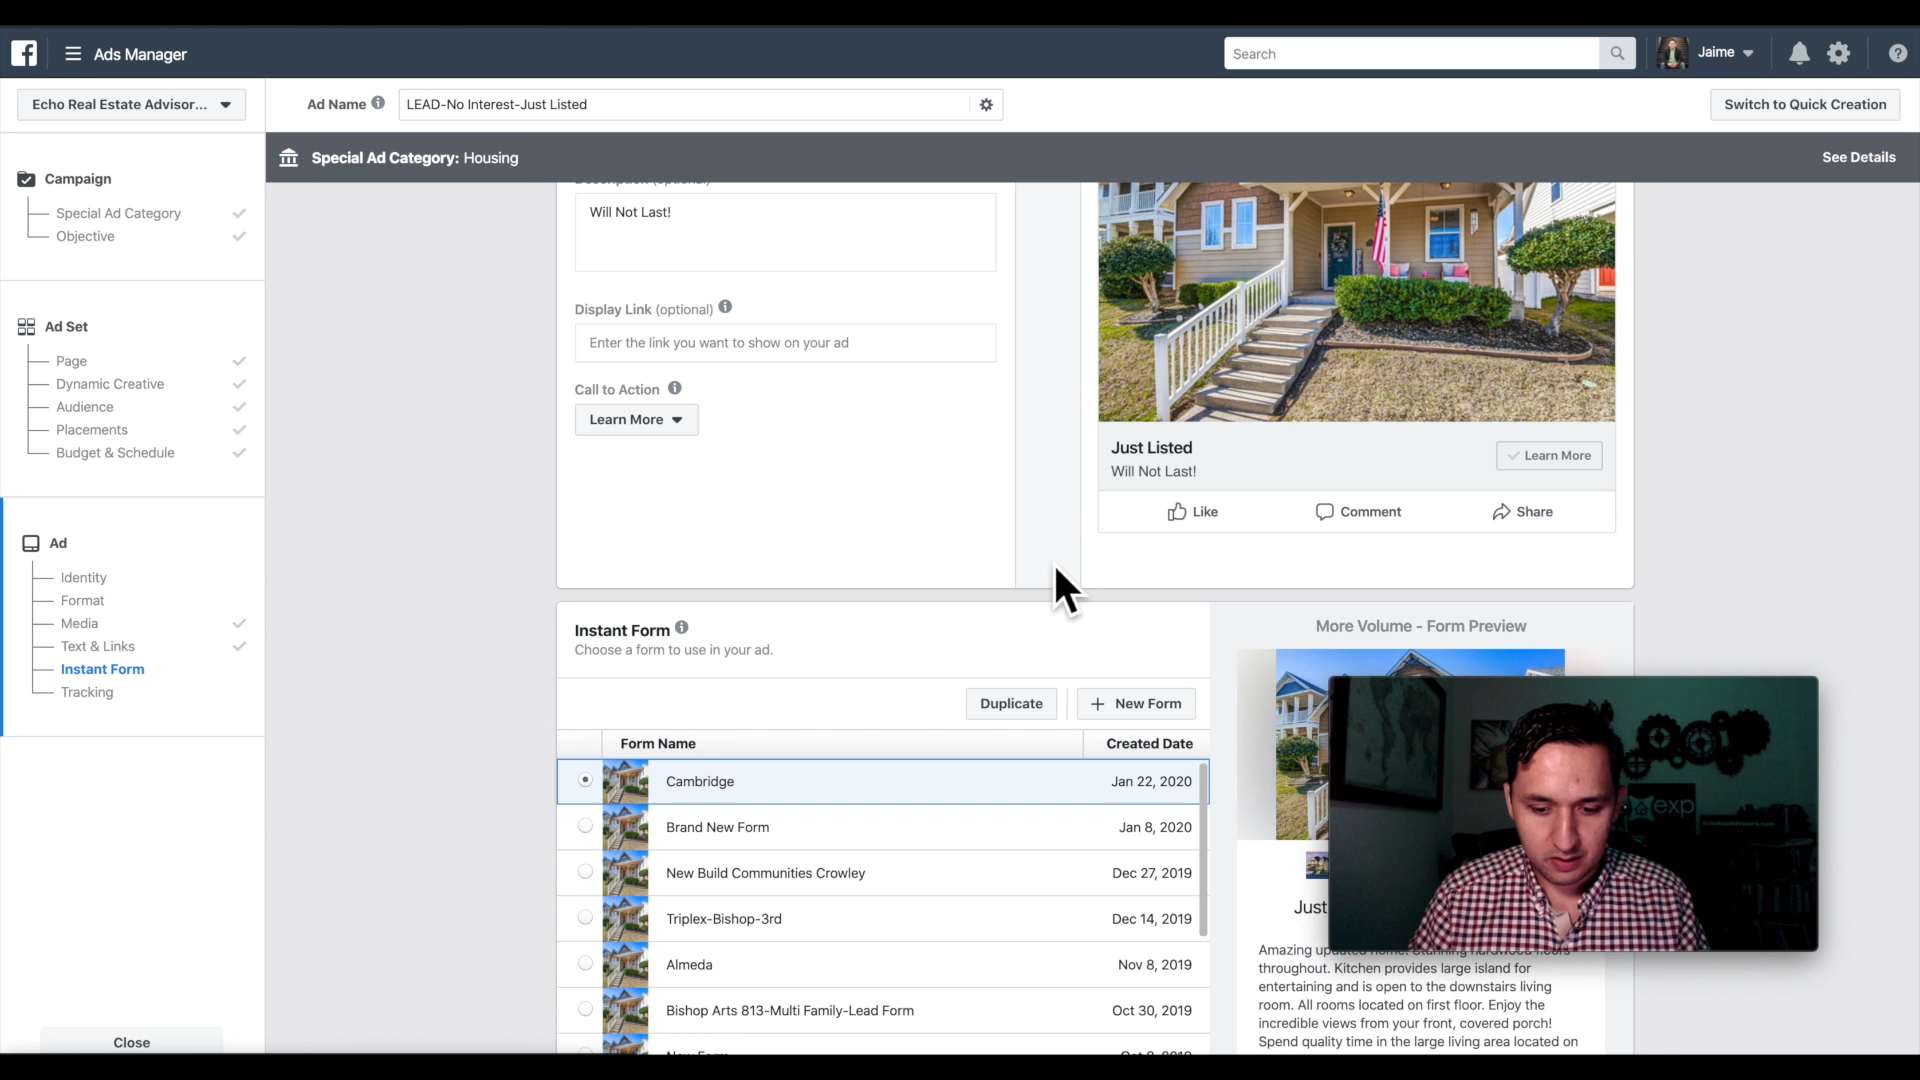 Ads Manager
Search
Jaime
Echo Real Estate Advisor...
Ad Name
LEAD-No Interest-Just Listed
Switch to Quick Creation
Special Ad Category: Housing
See Details
Campaign
Special Ad Category
Objective
Ad Set
Page
Dynamic Creative
Audience
Placements
Budget & Schedule
Ad
Identity
Format
Media
Text & Links
Instant Form
Tracking
Close
Description (optional)
Will Not Last!
Display Link (optional)
Enter the link you want to show on your ad
Call to Action
Learn More
Just Listed
Will Not Last!
Learn More
Like
Comment
Share
Instant Form
Choose a form to use in your ad.
Duplicate
+ New Form
Form Name
Created Date
Cambridge
Jan 22, 2020
Brand New Form
Jan 8, 2020
New Build Communities Crowley
Dec 27, 2019
Triplex-Bishop-3rd
Dec 14, 2019
Almeda
Nov 8, 2019
Bishop Arts 813-Multi Family-Lead Form
Oct 30, 2019
More Volume - Form Preview
exp
Just
Amazing updated home. Stunning hardwood floors
throughout. Kitchen provides large island for
entertaining and is open to the downstairs living
room. All rooms located on first floor. Enjoy the
incredible views from your front, covered porch!
Spend quality time in the large living area located on